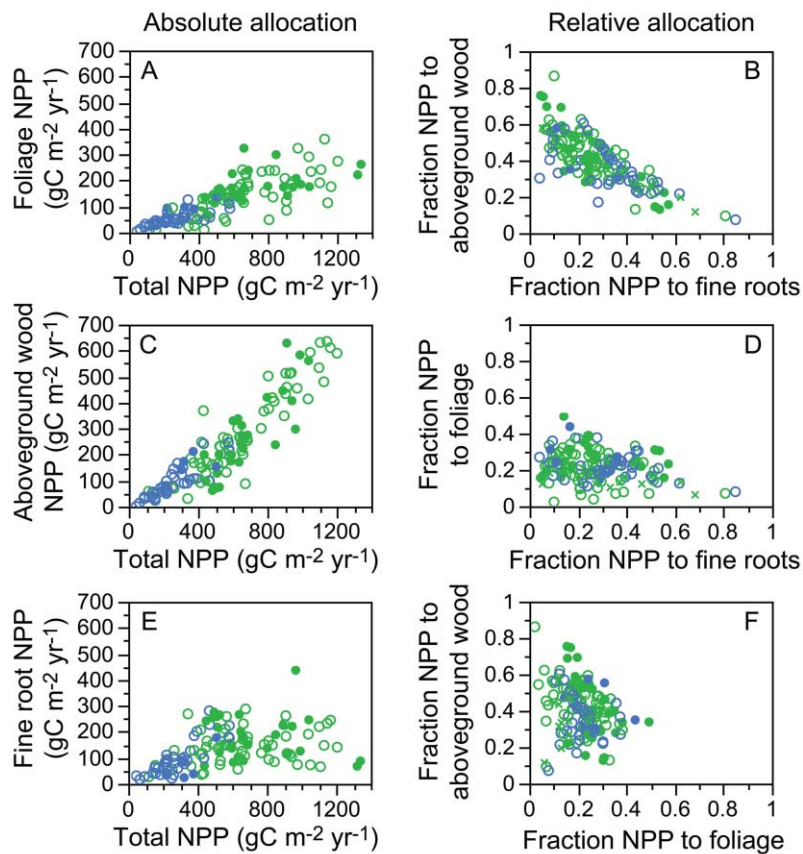 Absolute allocation
Relative allocation
A
Foliage NPP
(gC m-2 yr-1)
700
600
500
400
300
200
100
0
0 400 800 1200
Total NPP (gC m-2 yr-1)
B
Fraction NPP to
aboveground wood
1
0.8
0.6
0.4
0.2
0
0 0.2 0.4 0.6 0.8 1
Fraction NPP to fine roots
C
Aboveground wood
NPP (gC m-2 yr-1)
700
600
500
400
300
200
100
0
0 400 800 1200
Total NPP (gC m-2 yr-1)
D
Fraction NPP
to foliage
1
0.8
0.6
0.4
0.2
0
0 0.2 0.4 0.6 0.8 1
Fraction NPP to fine roots
E
Fine root NPP
(gC m-2 yr-1)
700
600
500
400
300
200
100
0
0 400 800 1200
Total NPP (gC m-2 yr-1)
F
Fraction NPP to
aboveground wood
1
0.8
0.6
0.4
0.2
0
0 0.2 0.4 0.6 0.8 1
Fraction NPP to foliage